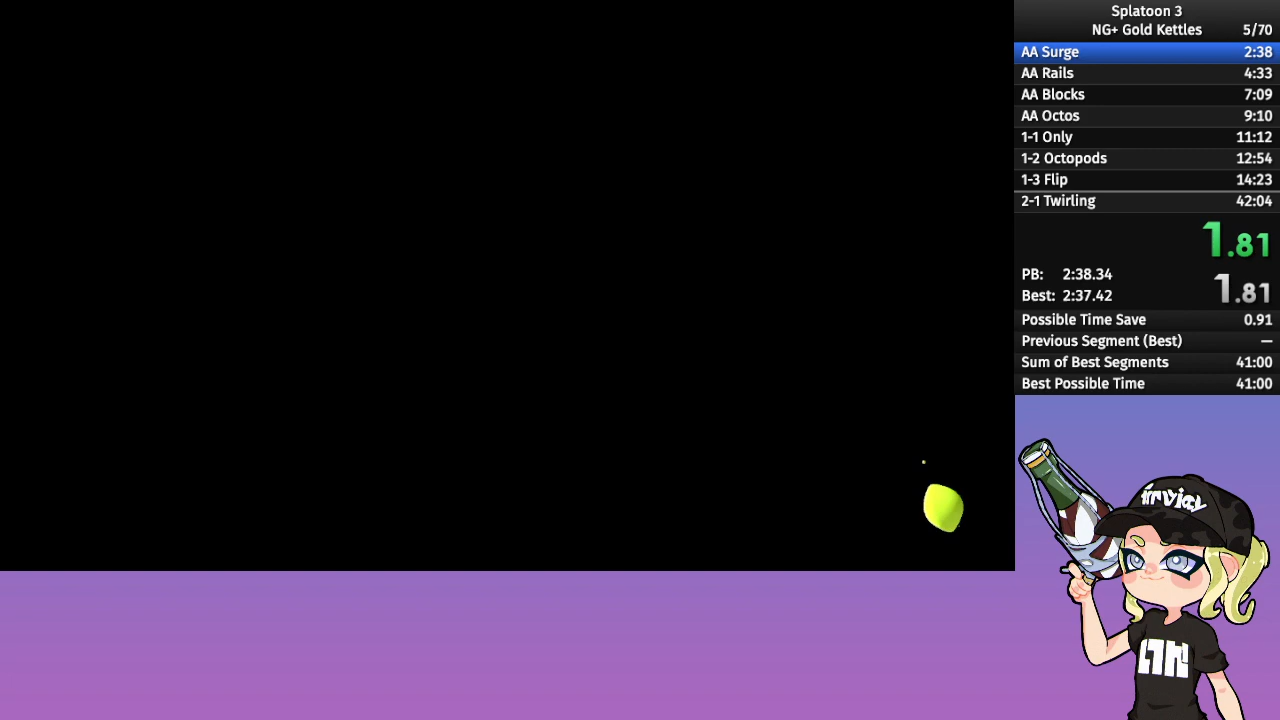 Splatoon 3
NG+ Gold Kettles 5/70
AA Surge 2:38
AA Rails 4:33
AA Blocks 7:09
AA Octos 9:10
1-1 Only 11:12
1-2 Octopods 12:54
1-3 Flip 14:23
2-1 Twirling 42:04
1.81
PB: 2:38.34
Best: 2:37.42
1.81
Possible Time Save 0.91
Previous Segment (Best) —
Sum of Best Segments 41:00
Best Possible Time 41:00